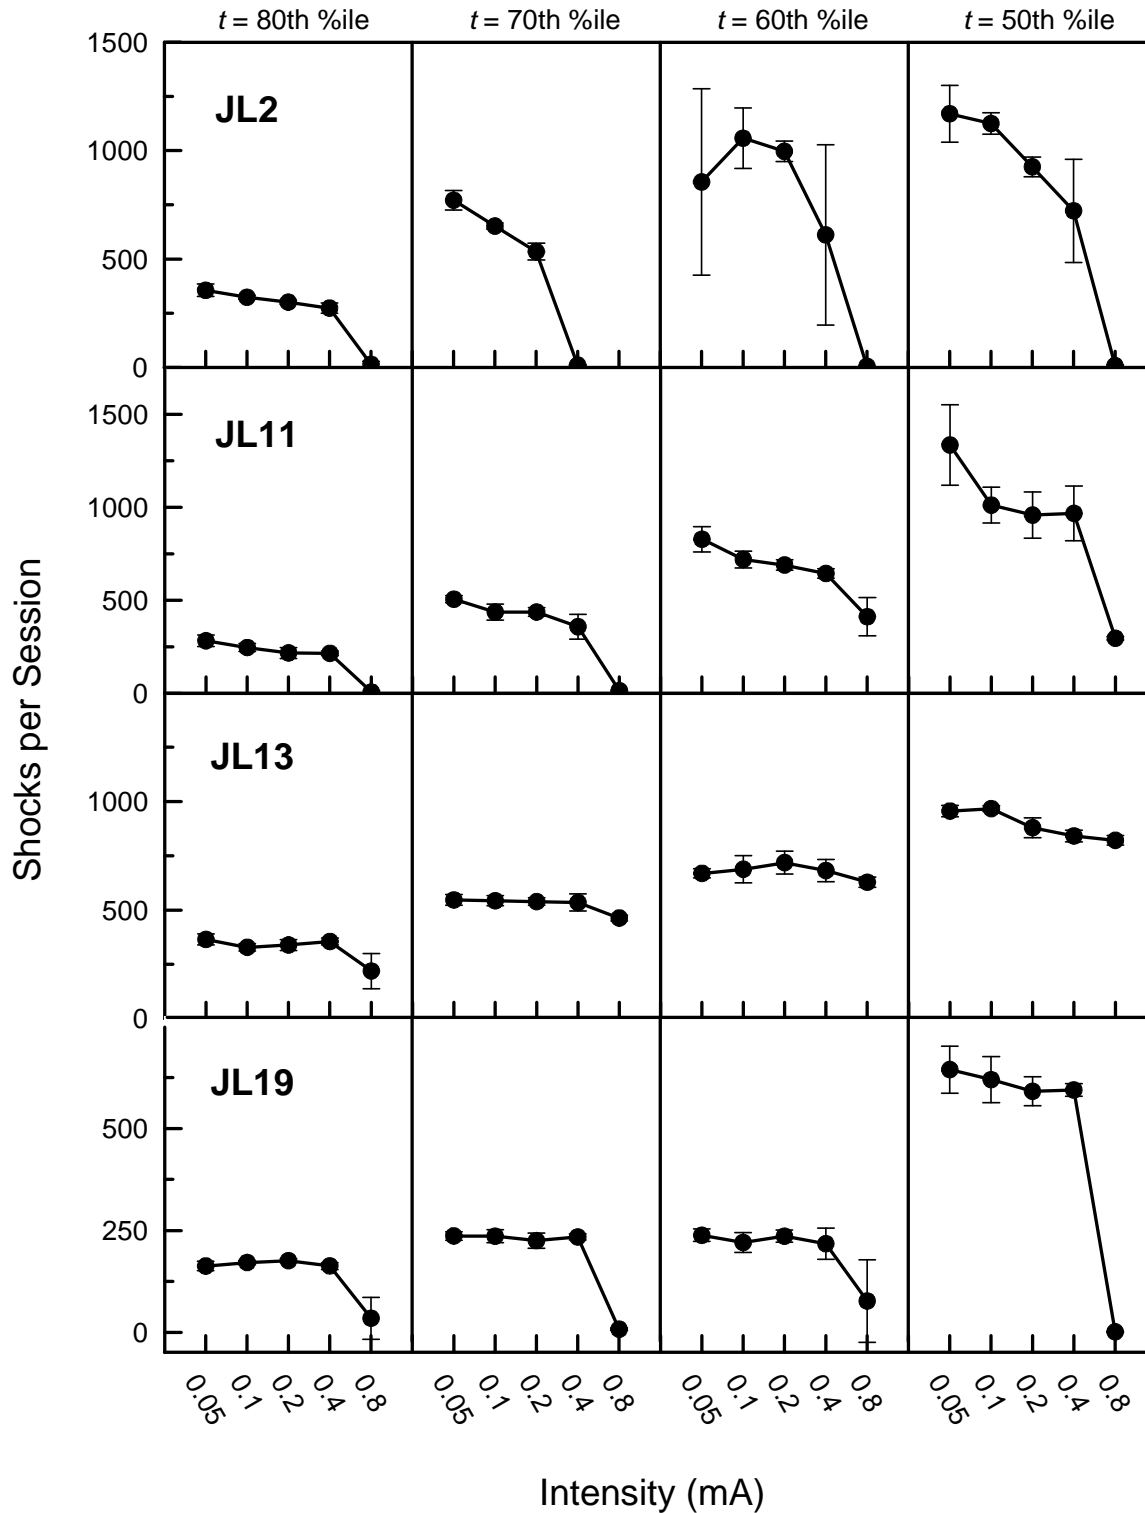 t = 80th %ile t = 70th %ile t = 60th %ile t = 50th %ile
1500
JL2
1000
500
0
JL11
1500
1000
500
0
JL13
1000
500
0
JL19
500
250
0
Shocks per Session
0.05 0.1 0.2 0.4 0.8 0.05 0.1 0.2 0.4 0.8 0.05 0.1 0.2 0.4 0.8 0.05 0.1 0.2 0.4 0.8
Intensity (mA)